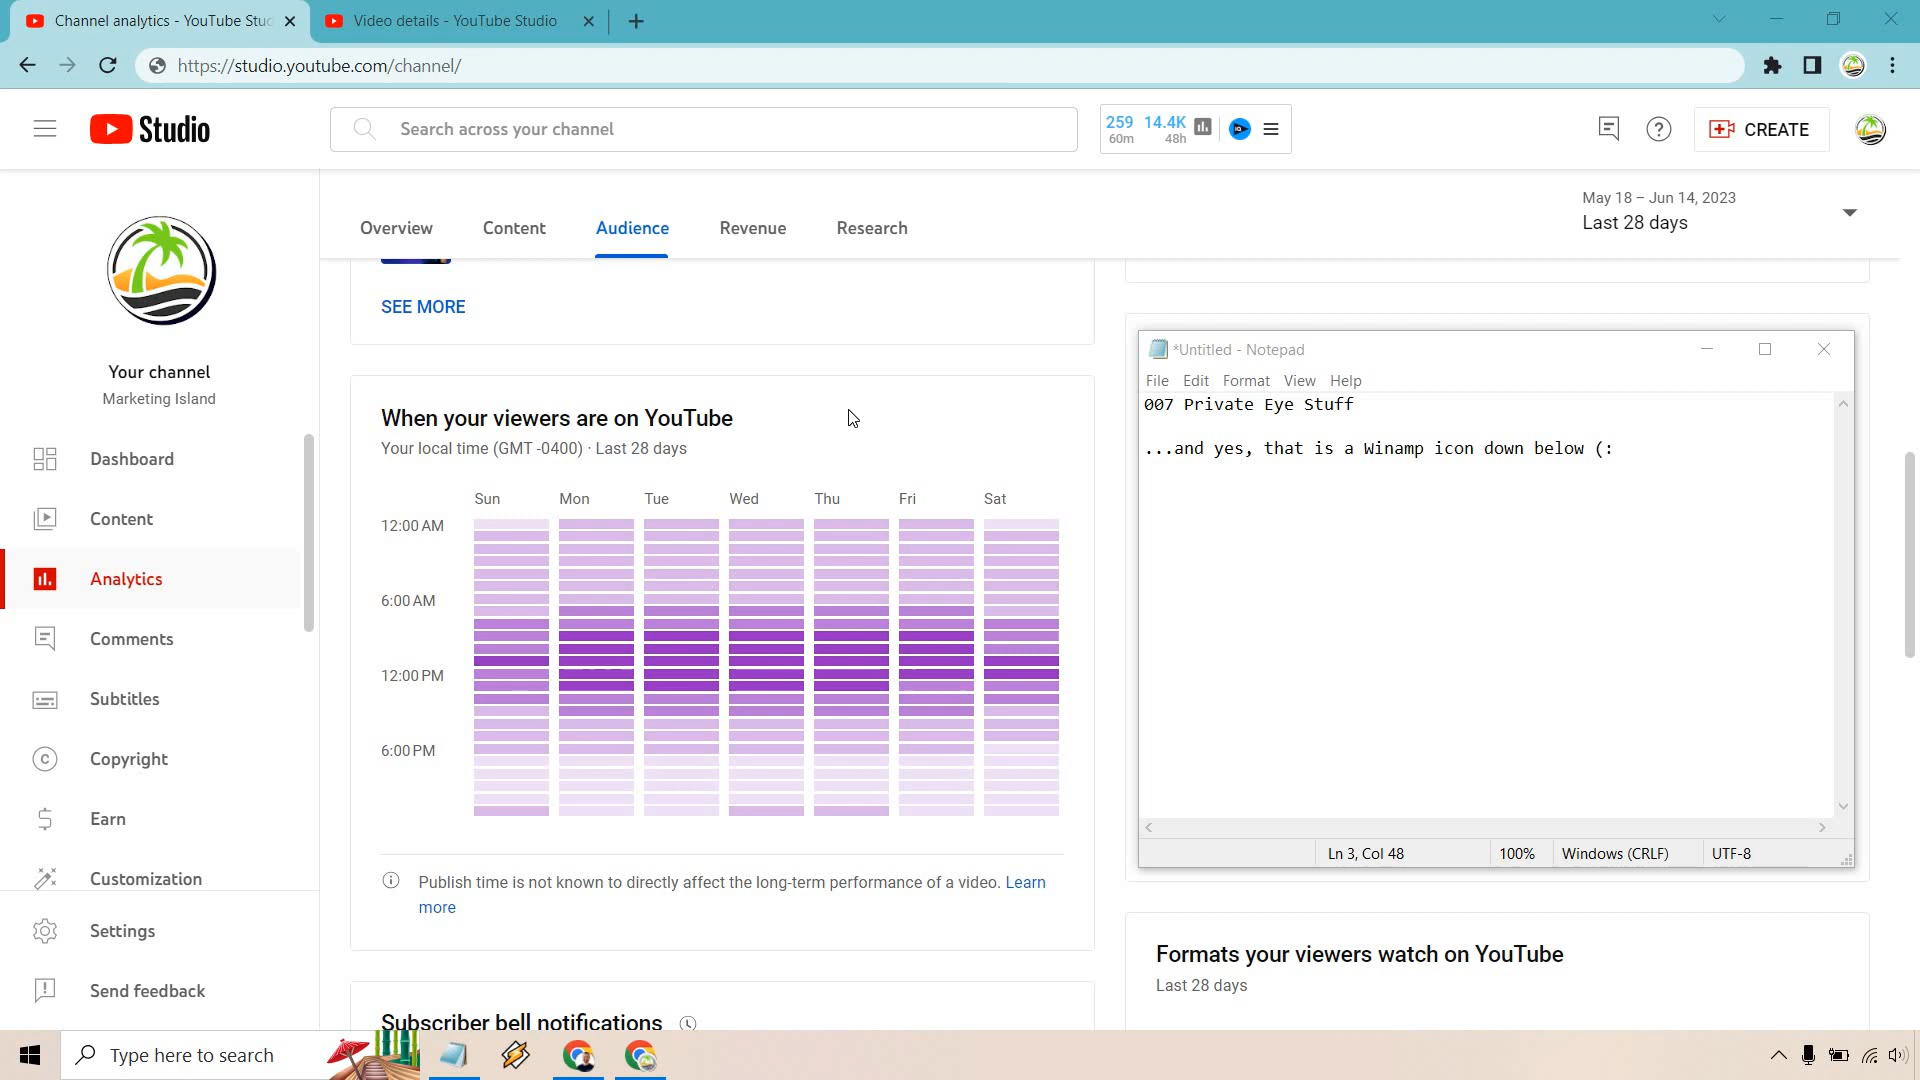 Channel analytics - YouTube Stu
Video details - YouTube Studio
https://studio.youtube.com/channel/
Studio
Search across your channel
259 14.4K
60m 48h
CREATE
Your channel
Marketing Island
Dashboard
Content
Analytics
Comments
Subtitles
Copyright
Earn
Customization
Settings
Send feedback
Overview Content Audience Revenue Research
May 18 – Jun 14, 2023
Last 28 days
SEE MORE
When your viewers are on YouTube
Your local time (GMT -0400) · Last 28 days
Sun Mon Tue Wed Thu Fri Sat
12:00 AM
6:00 AM
12:00 PM
6:00 PM
Publish time is not known to directly affect the long-term performance of a video. Learn
more
Subscriber bell notifications
*Untitled - Notepad
File Edit Format View Help
007 Private Eye Stuff
...and yes, that is a Winamp icon down below (:
Ln 3, Col 48 100% Windows (CRLF) UTF-8
Formats your viewers watch on YouTube
Last 28 days
Type here to search